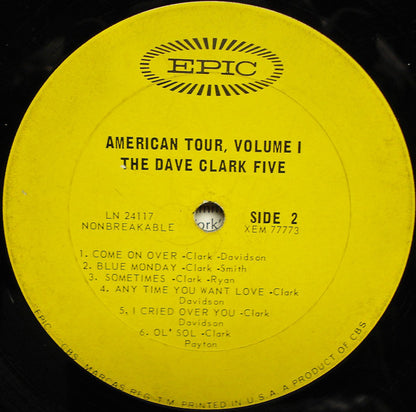 EPIC
AMERICAN TOUR, VOLUME I
THE DAVE CLARK FIVE
LN 24117
NONBREAKABLE
SIDE 2
XEM 77773
1. COME ON OVER -Clark -Davidson
2. BLUE MONDAY -Clark -Smith
3. SOMETIMES -Clark -Ryan
4. ANY TIME YOU WANT LOVE -Clark
Davidson
5. I CRIED OVER YOU -Clark
Davidson
6. OL' SOL -Clark
Payton
EPIC, CBS, MARCAS REG. T.M. PRINTED IN U.S.A. A PRODUCT OF CBS